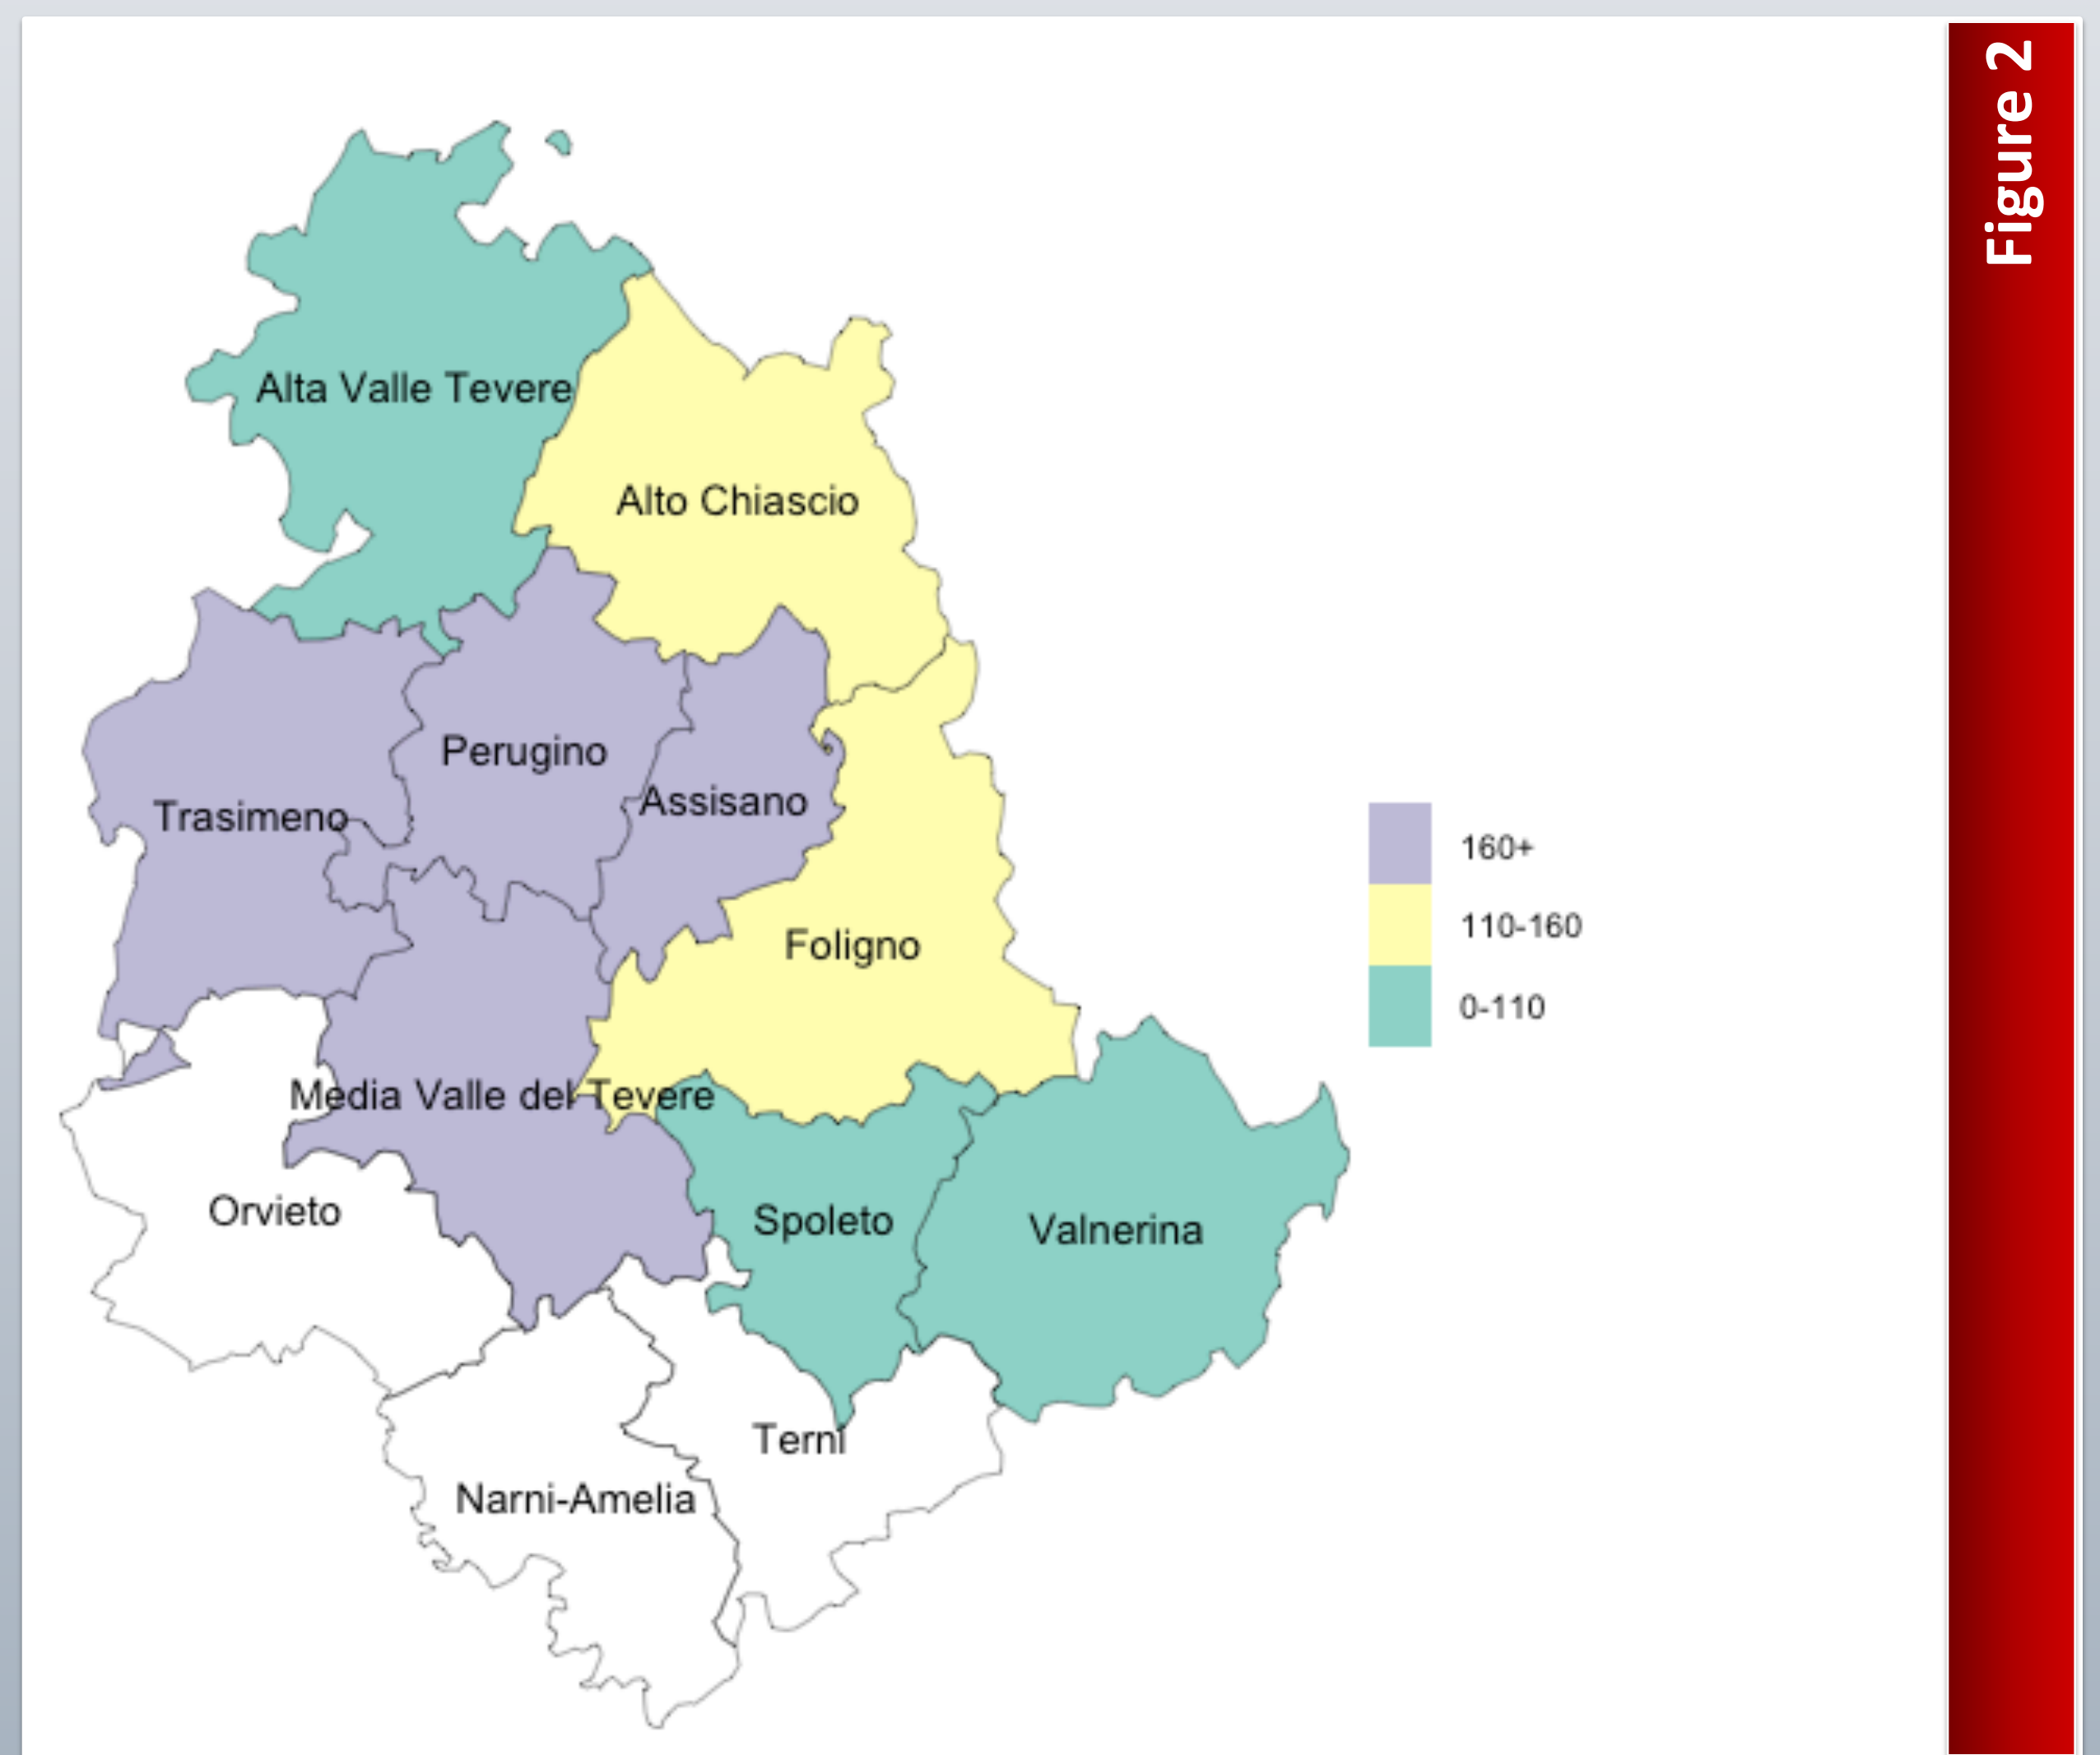 Figure 2
Alta Valle Tevere
Alto Chiascio
Perugino
Assisano
Trasimeno
160+
110-160
0-110
Foligno
Media Valle del Tevere
Orvieto
Spoleto
Valnerina
Terni
Narni-Amelia